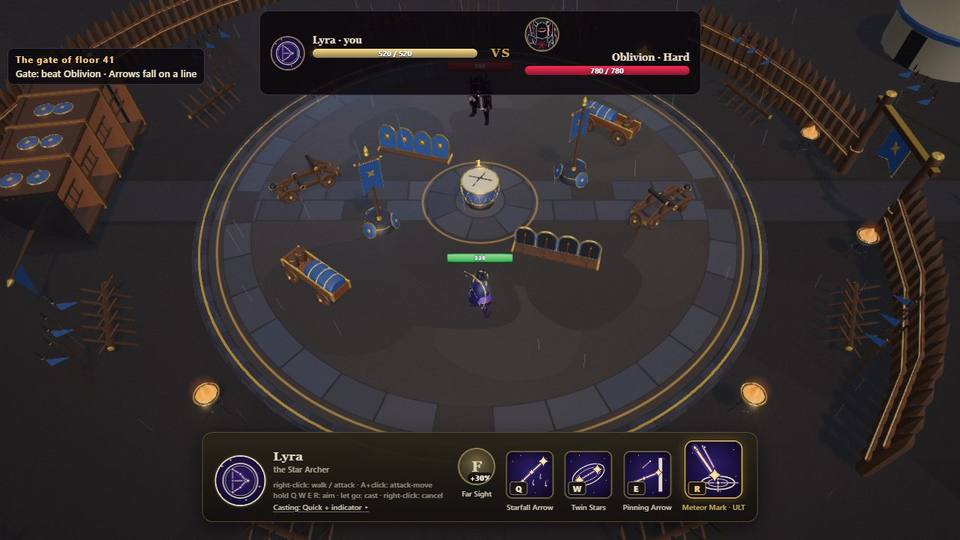 The gate of floor 41
Gate: beat Oblivion - Arrows fall on a line
Lyra - you
520 / 520
VS
Oblivion - Hard
780 / 780
1
520
Lyra
the Star Archer
right-click: walk / attack · A+click: attack-move
hold Q W E R: aim · let go: cast · right-click: cancel
Casting: Quick + indicator
F
+30%
Far Sight
Q
Starfall Arrow
W
Twin Stars
E
Pinning Arrow
R
Meteor Mark · ULT